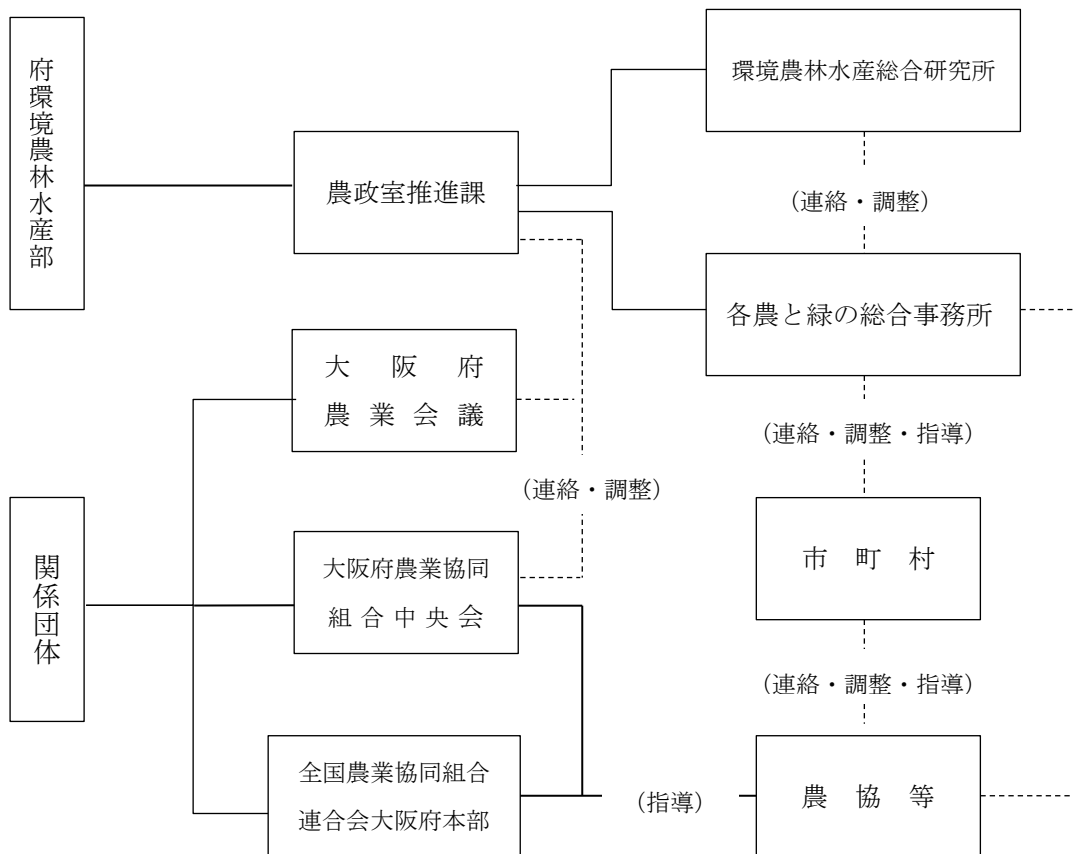 府環境農林水産部
環境農林水産総合研究所
農政室推進課
（連絡・調整）
各農と緑の総合事務所
大阪府
農業会議
（連絡・調整・指導）
（連絡・調整）
関係団体
大阪府農業協同
組合中央会
市町村
（連絡・調整・指導）
全国農業協同組合
連合会大阪府本部
（指導）
農協等